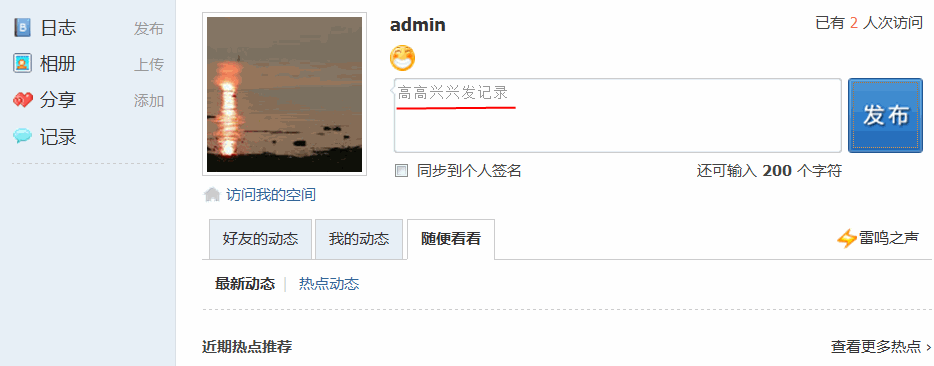 日志 发布
相册 上传
分享 添加
记录
admin
已有 2 人次访问
高高兴兴发记录
发布
同步到个人签名
还可输入 200 个字符
访问我的空间
好友的动态 我的动态 随便看看
雷鸣之声
最新动态 | 热点动态
近期热点推荐
查看更多热点 ›